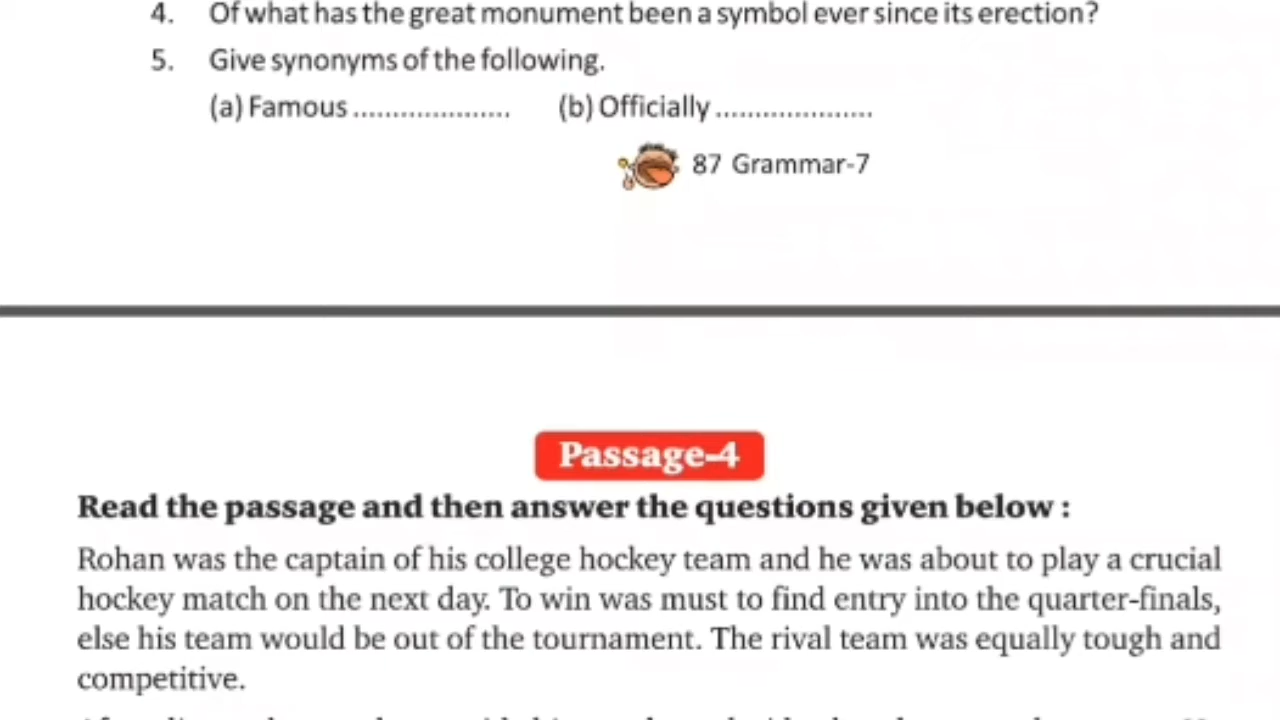 4. Of what has the great monument been a symbol ever since its erection?
5. Give synonyms of the following.
(a) Famous .................... (b) Officially ....................
87 Grammar-7
Passage-4
Read the passage and then answer the questions given below :
Rohan was the captain of his college hockey team and he was about to play a crucial
hockey match on the next day. To win was must to find entry into the quarter-finals,
else his team would be out of the tournament. The rival team was equally tough and
competitive.